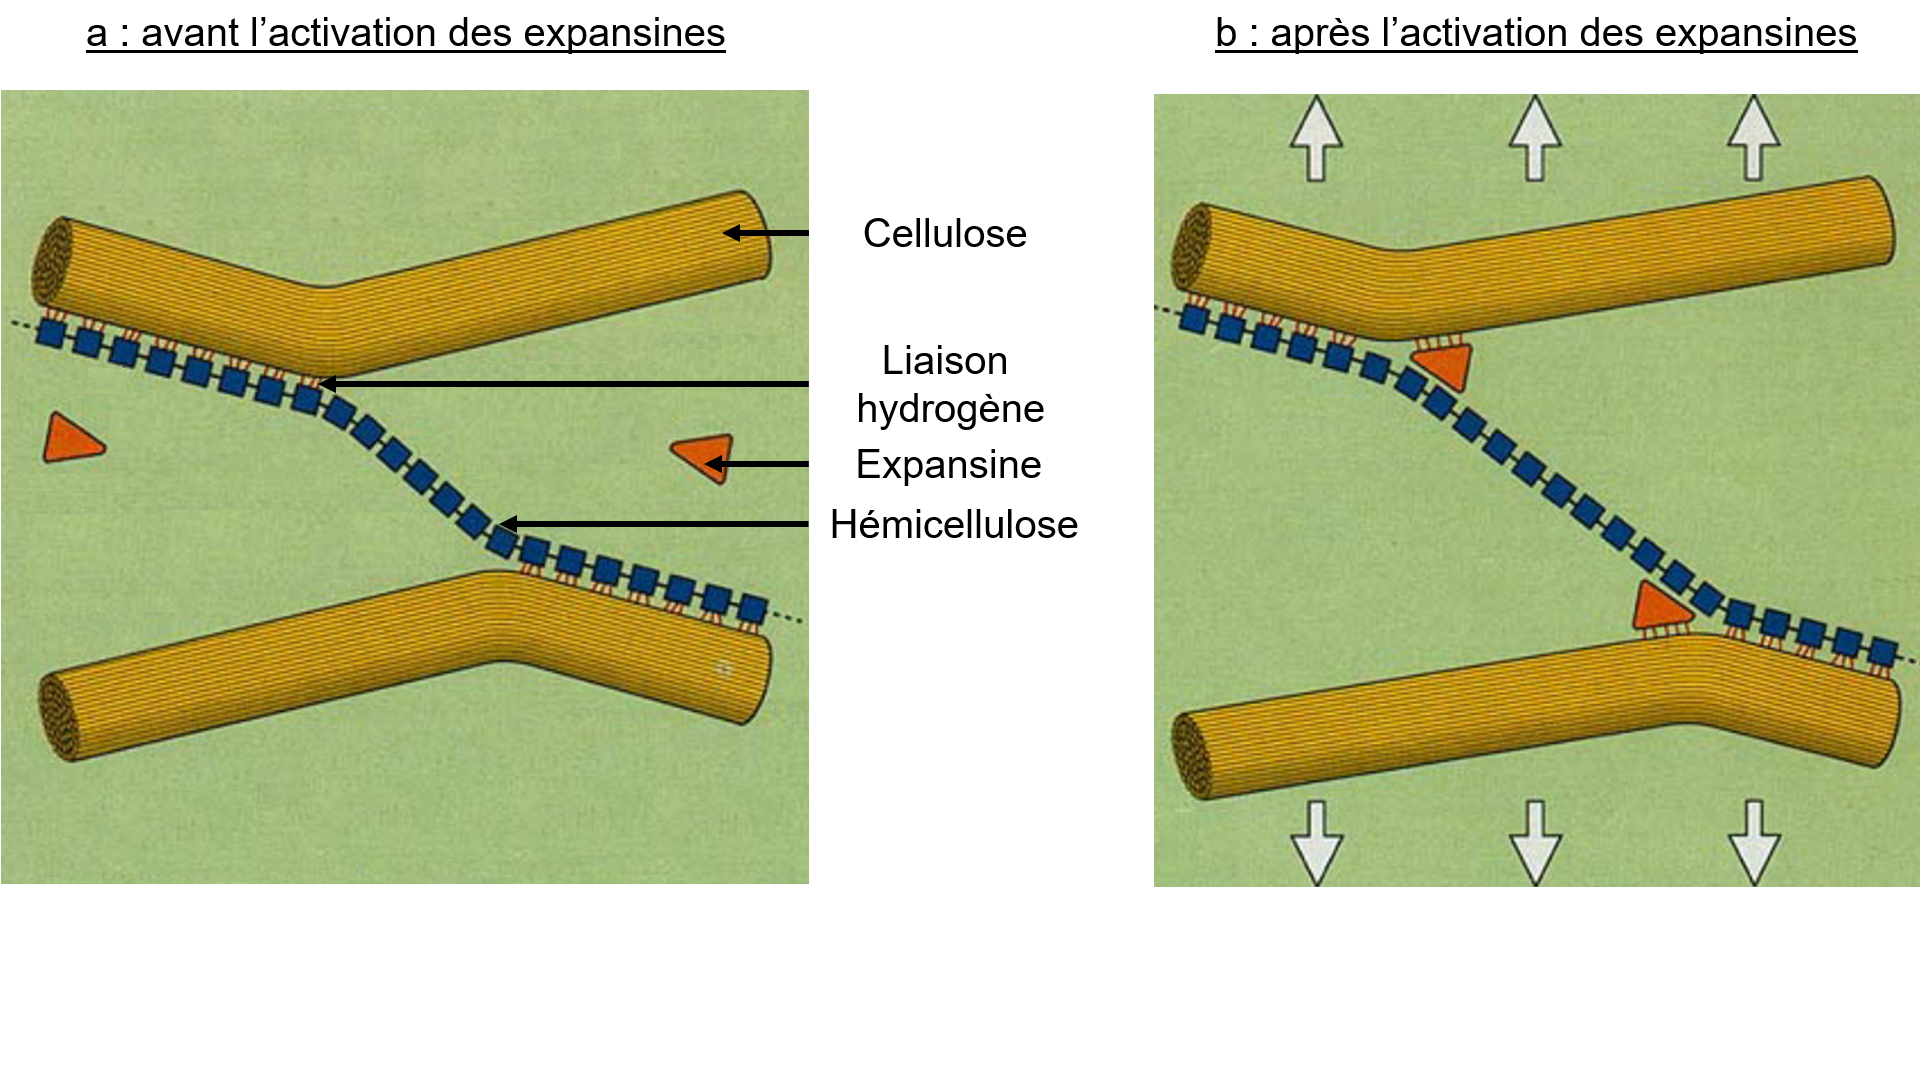 a : avant l’activation des expansines
b : après l’activation des expansines
Cellulose
Liaison
hydrogène
Expansine
Hémicellulose